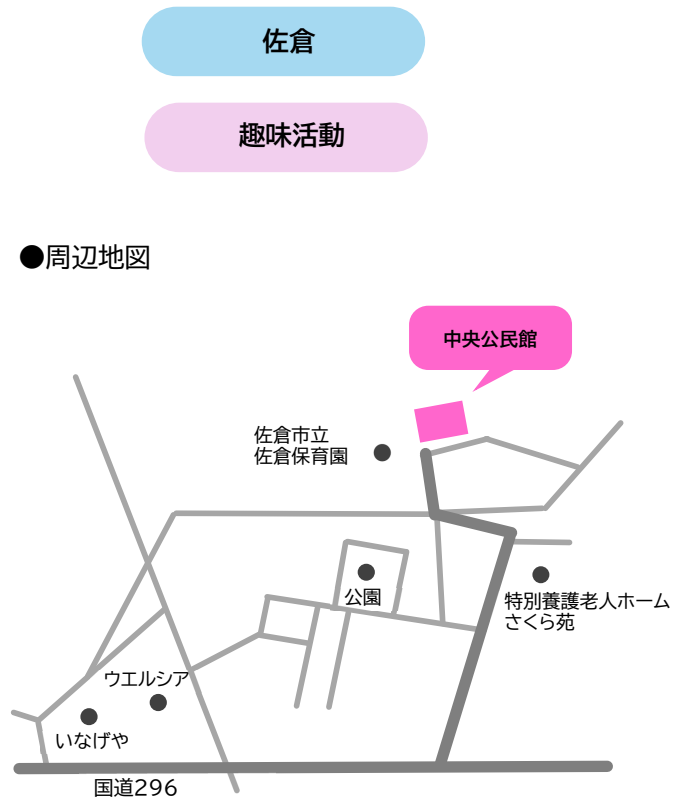 佐倉
趣味活動
●周辺地図
中央公民館
佐倉市立
佐倉保育園
公園
特別養護老人ホーム
さくら苑
ウエルシア
いなげや
国道296